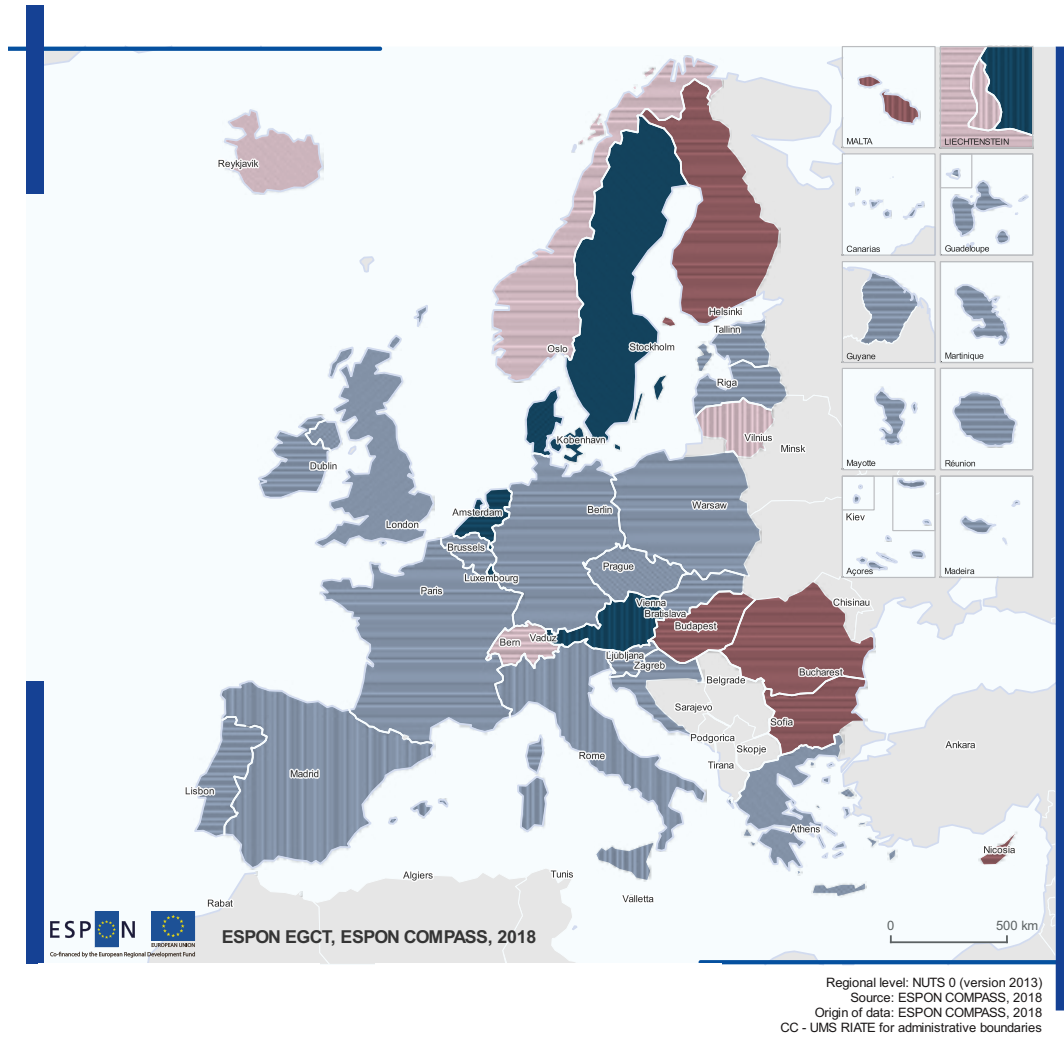 MALTA
LIECHTENSTEIN
Reykjavik
Canarias
Guadeloupe
Helsinki
Tallinn
Oslo
Stockholm
Guyane
Martinique
Riga
Vilnius
Minsk
København
Dublin
Mayotte
Réunion
London
Amsterdam
Berlin
Warsaw
Kiev
Brussels
Prague
Açores
Madeira
Luxembourg
Paris
Vienna
Bratislava
Chisinau
Budapest
Bern
Vaduz
Ljubljana
Zagreb
Bucharest
Belgrade
Sarajevo
Sofia
Podgorica
Skopje
Tirana
Ankara
Rome
Madrid
Lisbon
Athens
Nicosia
Algiers
Tunis
Valletta
Rabat
ESPON
EUROPEAN UNION
Co-financed by the European Regional Development Fund
ESPON EGCT, ESPON COMPASS, 2018
0 500 km
Regional level: NUTS 0 (version 2013)
Source: ESPON COMPASS, 2018
Origin of data: ESPON COMPASS, 2018
CC - UMS RIATE for administrative boundaries